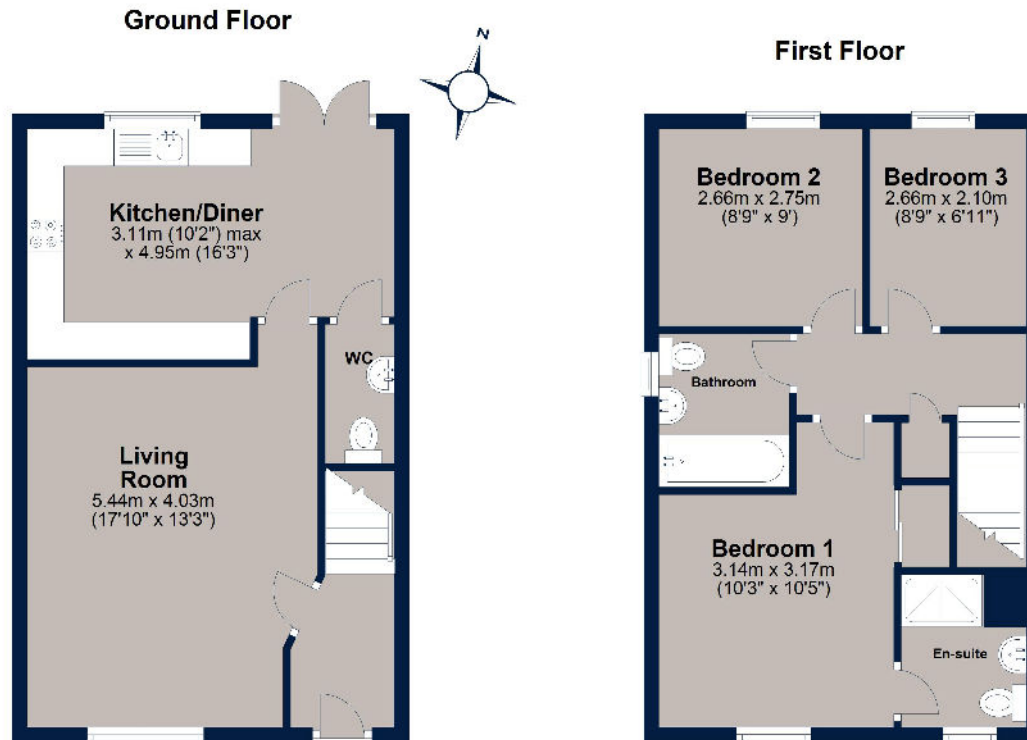 Ground Floor
N
First Floor
Kitchen/Diner
3.11m (10'2") max
x 4.95m (16'3")
Bedroom 2
2.66m x 2.75m
(8'9" x 9')
Bedroom 3
2.66m x 2.10m
(8'9" x 6'11")
WC
Bathroom
Living
Room
5.44m x 4.03m
(17'10" x 13'3")
Bedroom 1
3.14m x 3.17m
(10'3" x 10'5")
En-suite